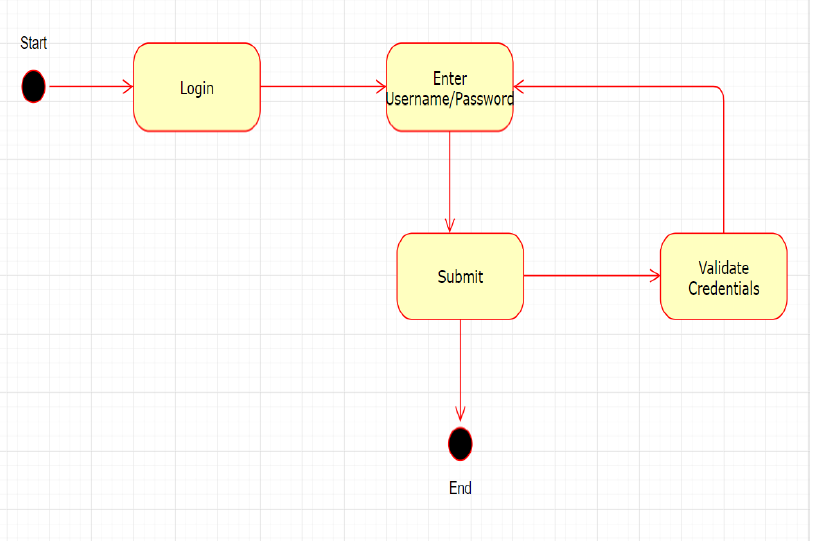 Start
Login
Enter
Username/Password
Submit
Validate
Credentials
End